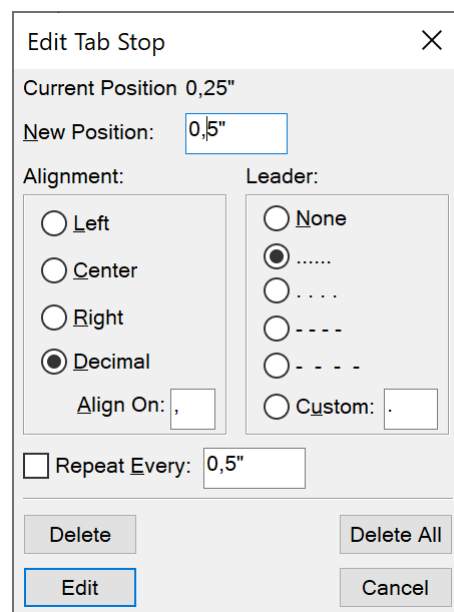 Edit Tab Stop
Current Position 0,25"
New Position: 0,5"
Alignment:
Left
Center
Right
Decimal
Align On: ,
Leader:
None
......
. . . .
- - - -
-  -  -  -
Custom: .
Repeat Every: 0,5"
Delete
Delete All
Edit
Cancel